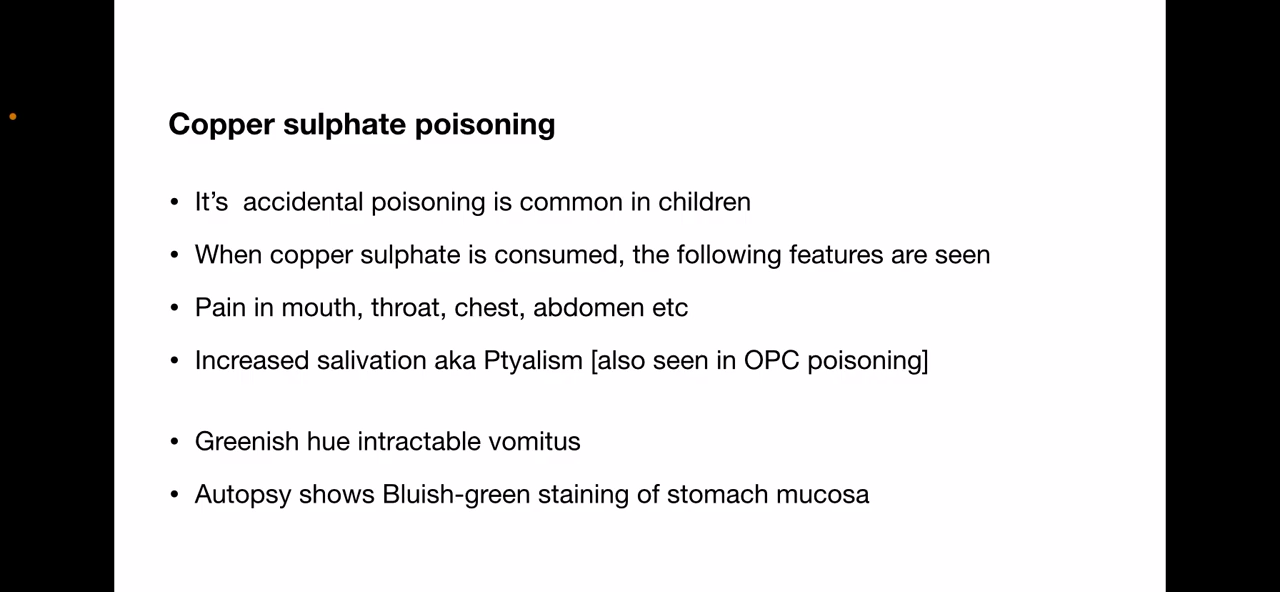 Copper sulphate poisoning
• It’s  accidental poisoning is common in children
• When copper sulphate is consumed, the following features are seen
• Pain in mouth, throat, chest, abdomen etc
• Increased salivation aka Ptyalism [also seen in OPC poisoning]
• Greenish hue intractable vomitus
• Autopsy shows Bluish-green staining of stomach mucosa